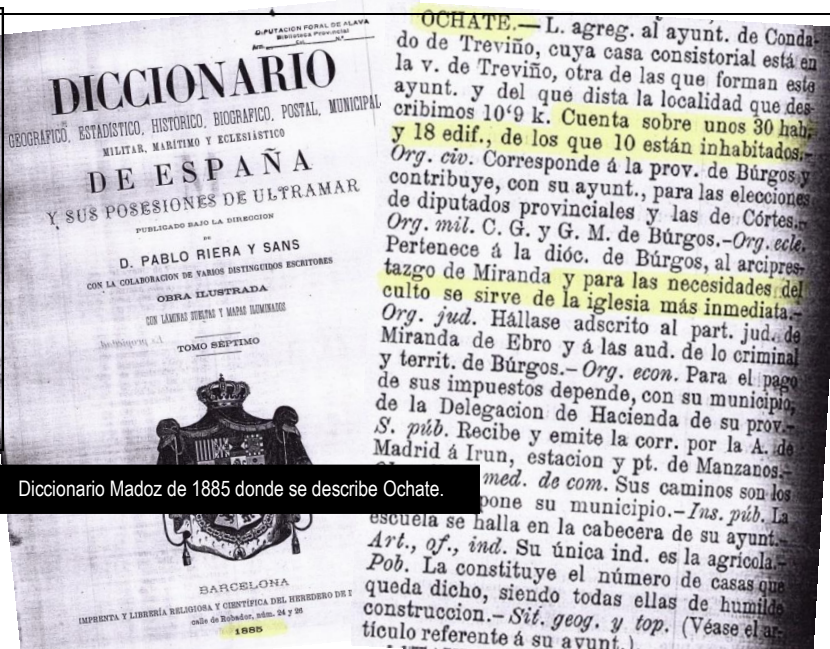 DIPUTACION FORAL DE ALAVA
Biblioteca Provincial
DICCIONARIO
GEOGRÁFICO, ESTADÍSTICO, HISTORICO, BIOGRAFICO, POSTAL, MUNICIPAL
MILITAR, MARÍTIMO Y ECLESIÁSTICO
DE ESPAÑA
Y SUS POSESIONES DE ULTRAMAR
PUBLICADO BAJO LA DIRECCION
DE
D. PABLO RIERA Y SANS
CON LA COLABORACION DE VARIOS DISTINGUIDOS ESCRITORES
OBRA ILUSTRADA
CON LAMINAS SUELTAS Y MAPAS ILUMINADOS
TOMO SÉPTIMO
BARCELONA
IMPRENTA Y LIBRERÍA RELIGIOSA Y CIENTÍFICA DEL HEREDERO DE
calle de Robador, núm. 24 y 26
1885
OCHATE.— L. agreg. al ayunt. de Conda-
do de Treviño, cuya casa consistorial está en
la v. de Treviño, otra de las que forman este
ayunt. y del que dista la localidad que des-
cribimos 10‘9 k. Cuenta sobre unos 30 hab.
y 18 edif., de los que 10 están inhabitados.-
Org. civ. Corresponde á la prov. de Búrgos y
contribuye, con su ayunt., para las elecciones
de diputados provinciales y las de Córtes.-
Org. mil. C. G. y G. M. de Búrgos.-Org. ecle.
Pertenece á la dióc. de Búrgos, al arcipres-
tazgo de Miranda y para las necesidades del
culto se sirve de la iglesia más inmediata.-
Org. jud. Hállase adscrito al part. jud. de
Miranda de Ebro y á las aud. de lo criminal
y territ. de Búrgos.- Org. econ. Para el pago
de sus impuestos depende, con su municipio,
de la Delegacion de Hacienda de su prov.-
S. púb. Recibe y emite la corr. por la A. de
Madrid á Irun, estacion y pt. de Manzanos.-
med. de com. Sus caminos son los
pone su municipio.-Ins. púb. La
escuela se halla en la cabecera de su ayunt.-
Art., of., ind. Su única ind. es la agrícola.-
Pob. La constituye el número de casas que
queda dicho, siendo todas ellas de humilde
construccion.- Sit. geog. y top. (Véase el ar-
tículo referente á su ayunt.)
Diccionario Madoz de 1885 donde se describe Ochate.